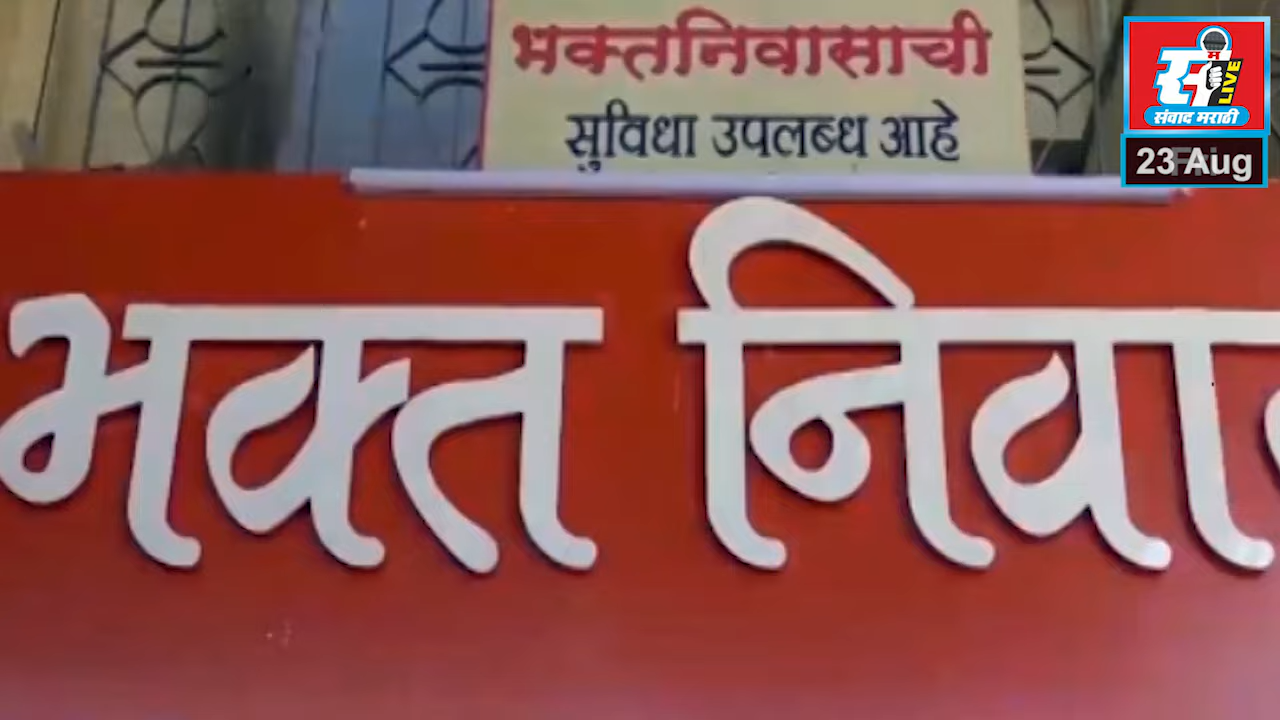 भक्तनिवासाची
सुविधा उपलब्ध आहे
भक्त निवा
LIVE
संवाद मराठी
23 Aug